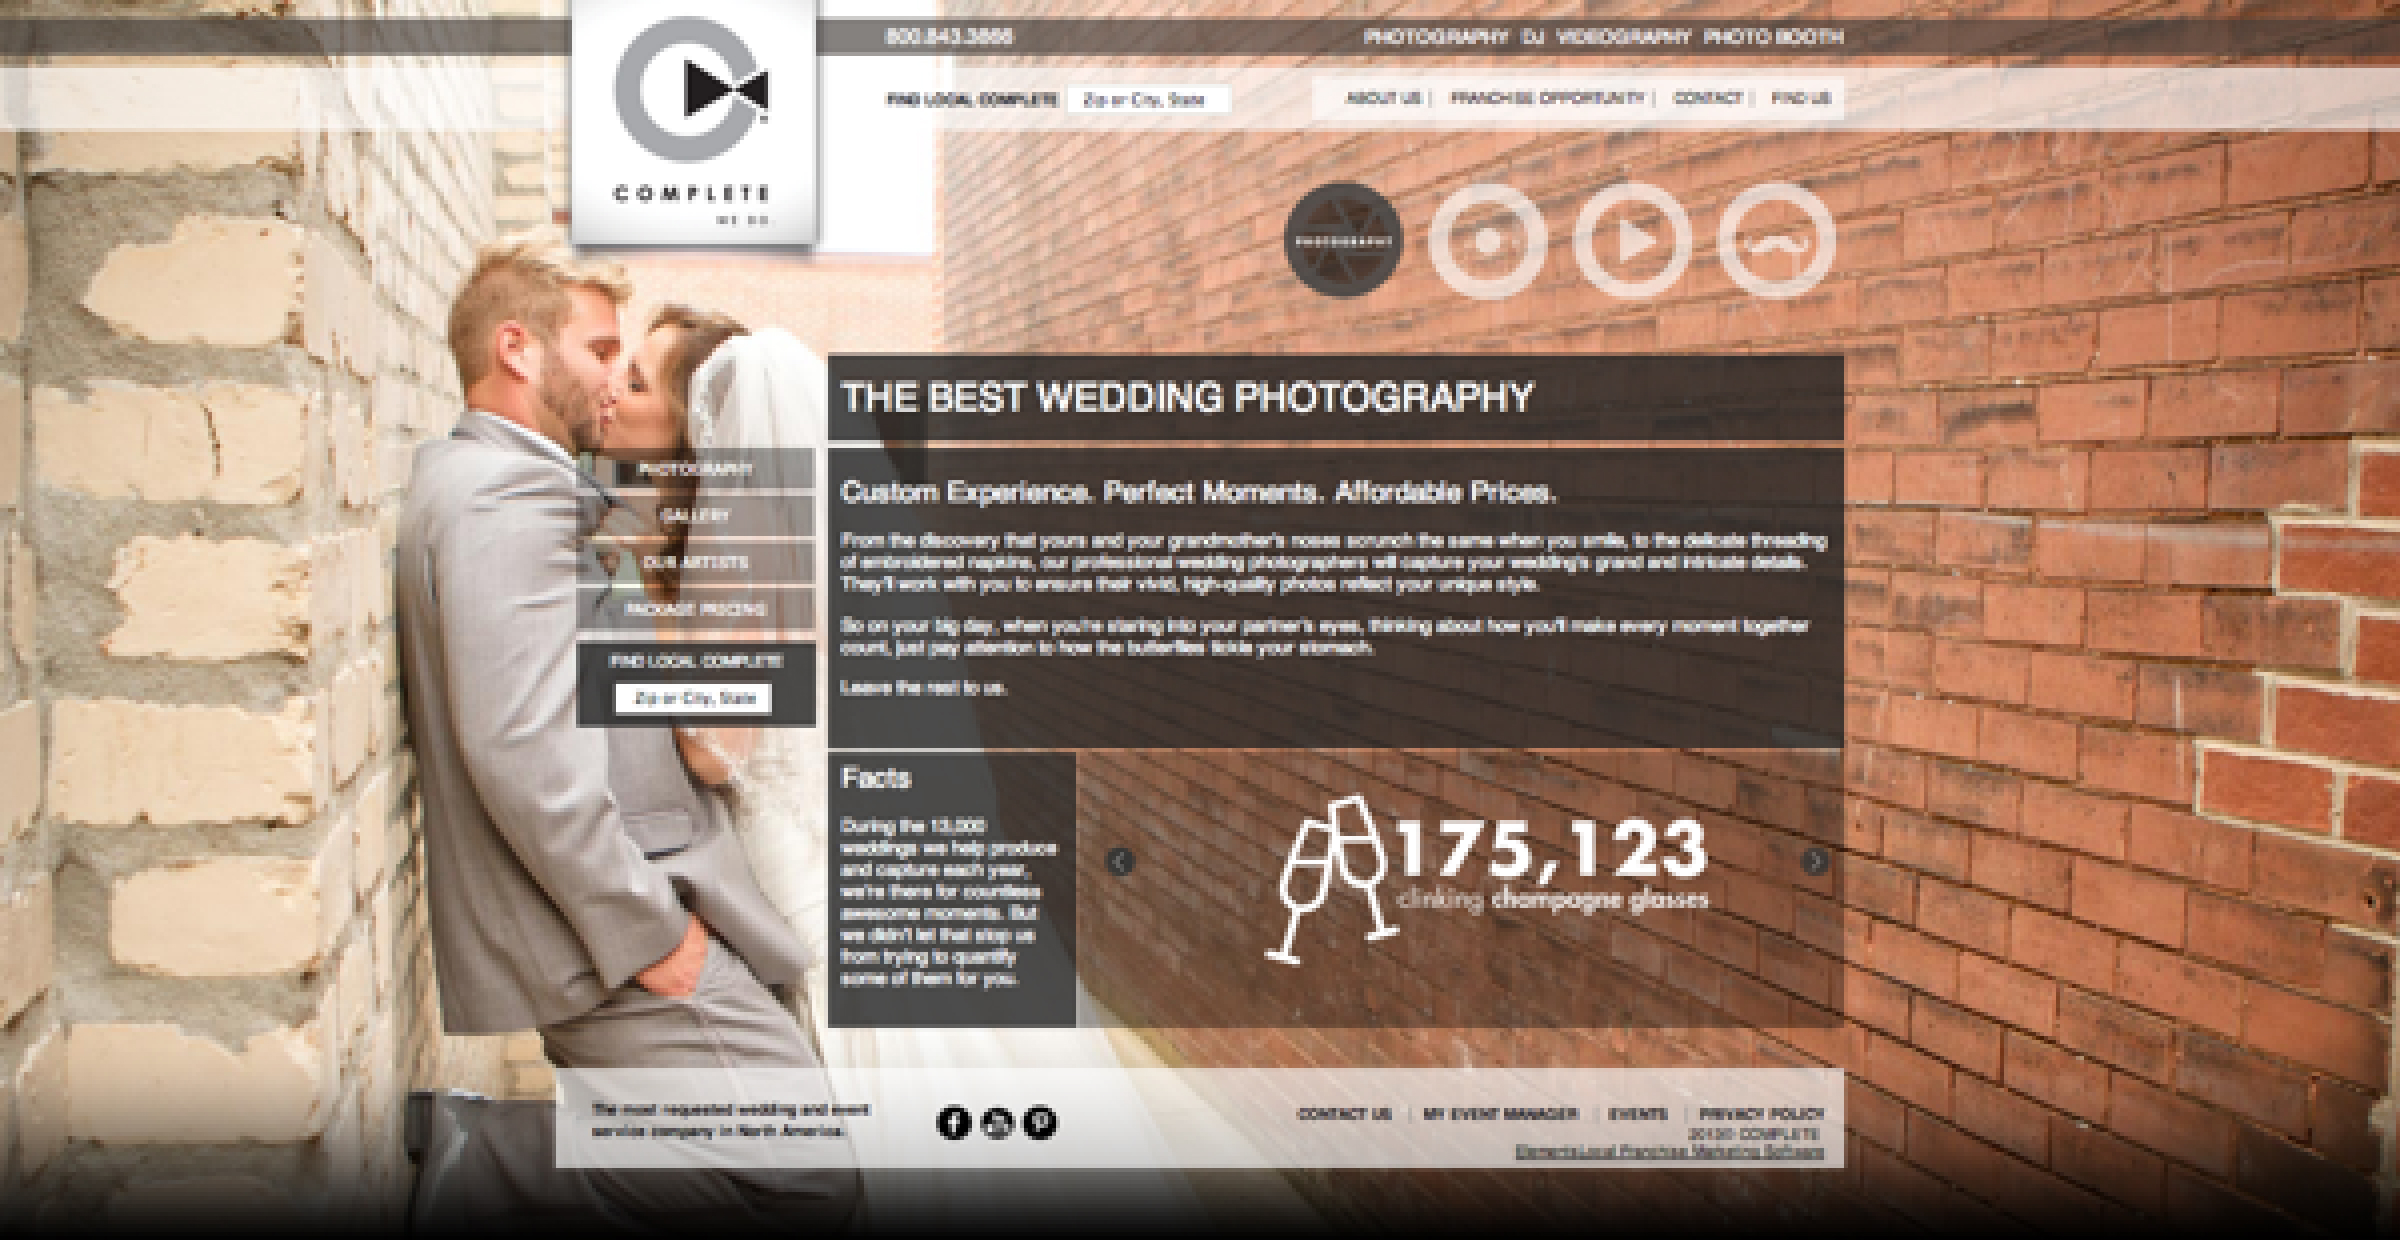 800.843.3866
PHOTOGRAPHY DJ VIDEOGRAPHY PHOTO BOOTH
FIND LOCAL COMPLETE Zip or City, State
ABOUT US | FRANCHISE OPPORTUNITY | CONTACT | FIND US
COMPLETE
WE DO.
PHOTOGRAPHY
THE BEST WEDDING PHOTOGRAPHY
PHOTOGRAPHY
GALLERY
OUR ARTISTS
PACKAGE PRICING
FIND LOCAL COMPLETE
Zip or City, State
Custom Experience. Perfect Moments. Affordable Prices.
From the discovery that yours and your grandmother's noses scrunch the same when you smile, to the delicate threading
of embroidered napkins, our professional wedding photographers will capture your wedding's grand and intricate details.
They'll work with you to ensure their vivid, high-quality photos reflect your unique style.
So on your big day, when you're staring into your partner's eyes, thinking about how you'll make every moment together
count, just pay attention to how the butterflies tickle your stomach.
Leave the rest to us.
Facts
During the 13,000
weddings we help produce
and capture each year,
we're there for countless
awesome moments. But
we didn't let that stop us
from trying to quantify
some of them for you.
175,123
clinking champagne glasses
The most requested wedding and event
service company in North America.
CONTACT US | MY EVENT MANAGER | EVENTS | PRIVACY POLICY
2013© COMPLETE
ElementsLocal Franchise Marketing Software